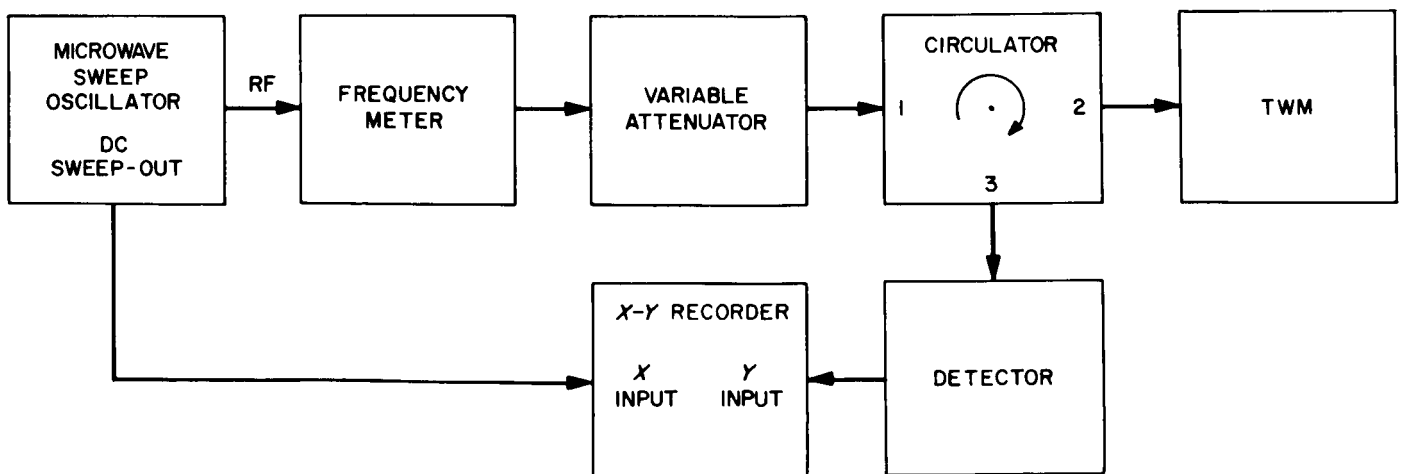 MICROWAVE
SWEEP
OSCILLATOR
DC
SWEEP-OUT
RF
FREQUENCY
METER
VARIABLE
ATTENUATOR
CIRCULATOR
1
2
3
TWM
X-Y RECORDER
X
INPUT
Y
INPUT
DETECTOR